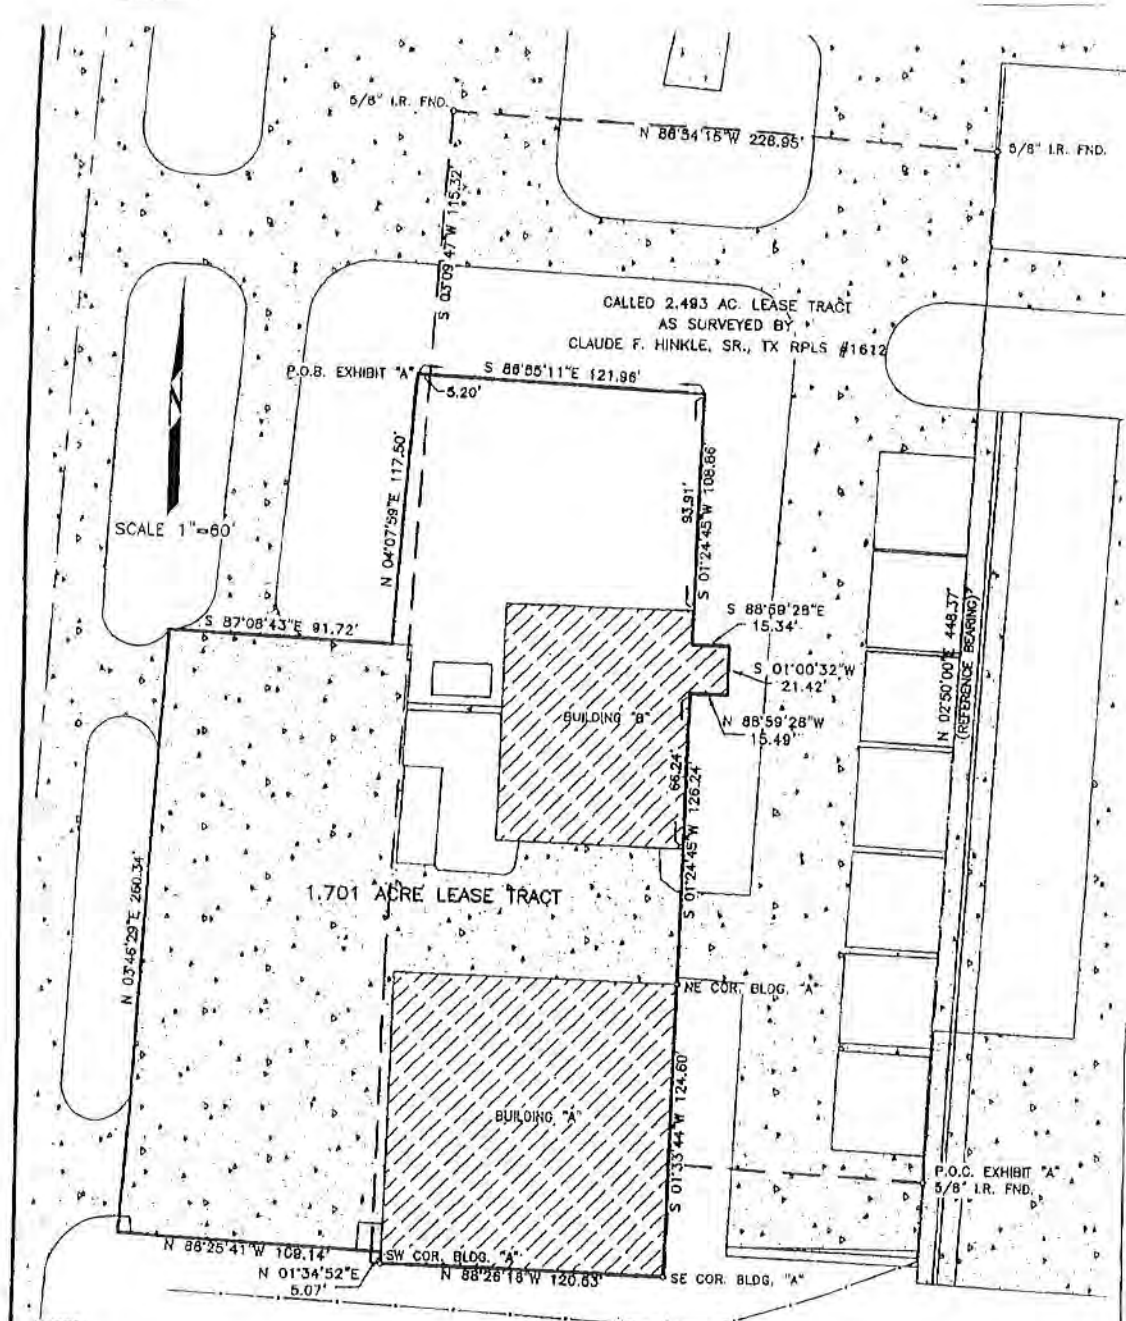 5/8" I.R. FND.
N 86°54'15"W 228.95'
5/8" I.R. FND.
S 03°09'47"W 115.32'
CALLED 2.493 AC. LEASE TRACT
AS SURVEYED BY
CLAUDE F. HINKLE, SR., TX RPLS #1612
P.O.B. EXHIBIT "A"
S 86°55'11"E 121.96'
5.20'
SCALE 1"=60'
N 04°07'59"E 117.50'
93.91'
S 01°24'45"W 108.86'
S 87°08'43"E 91.72'
S 88°59'28"E
15.34'
S 01°00'32"W
21.42'
N 88°59'28"W
15.49'
BUILDING "B"
N 02°50'00"E 448.37'
(REFERENCE BEARING)
66.24'
S 01°24'45"W 126.24'
1.701 ACRE LEASE TRACT
N 03°46'29"E 260.34'
NE COR. BLDG. "A"
BUILDING "A"
S 01°33'44"W 124.60'
P.O.C. EXHIBIT "A"
5/8" I.R. FND.
N 88°25'41"W 109.14'
SW COR. BLDG. "A"
N 01°34'52"E
5.07'
N 88°26'18"W 120.63'
SE COR. BLDG. "A"